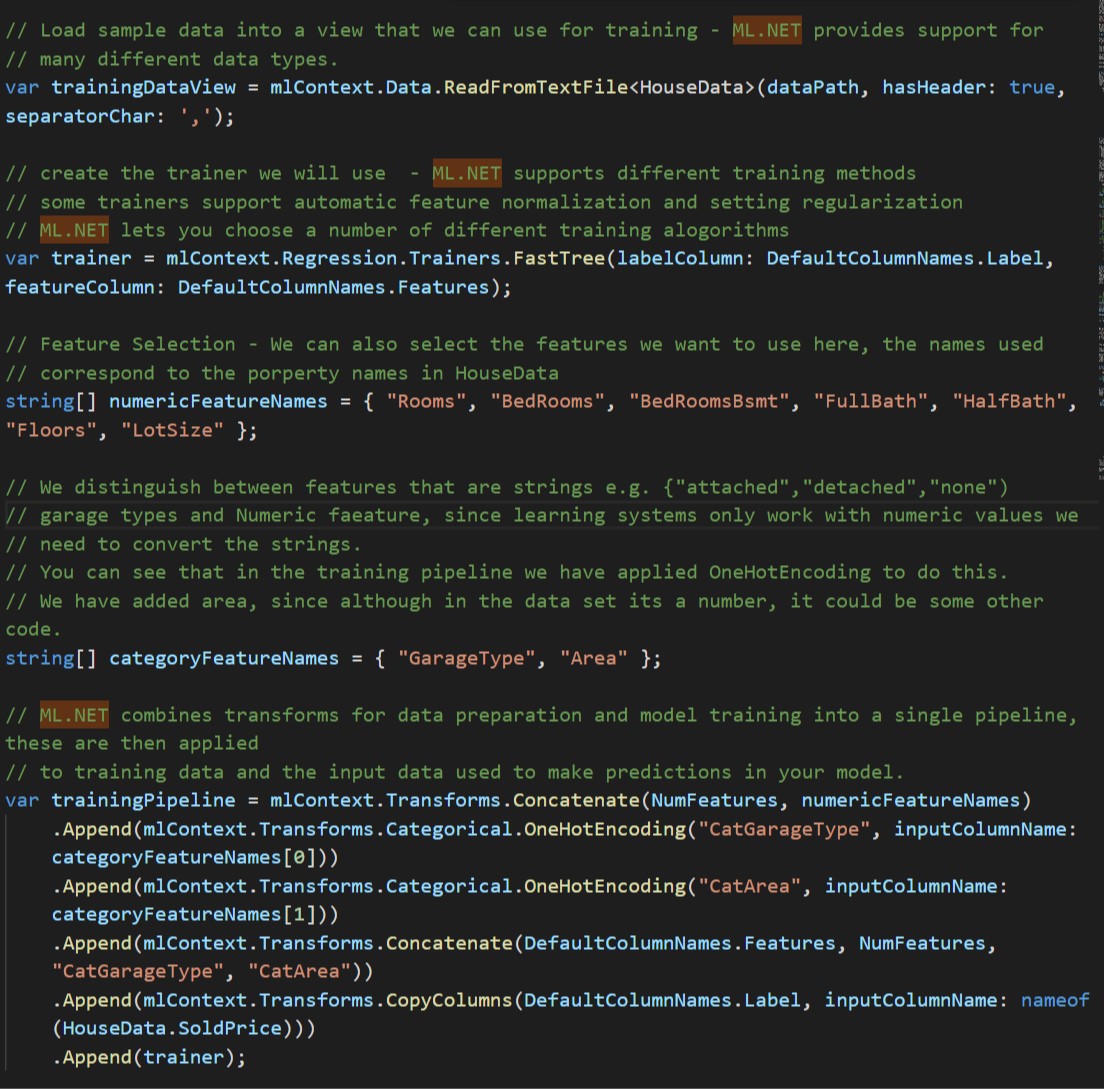 // Load sample data into a view that we can use for training - ML.NET provides support for
// many different data types.
var trainingDataView = mlContext.Data.ReadFromTextFile<HouseData>(dataPath, hasHeader: true,
separatorChar: ',');
// create the trainer we will use  - ML.NET supports different training methods
// some trainers support automatic feature normalization and setting regularization
// ML.NET lets you choose a number of different training alogorithms
var trainer = mlContext.Regression.Trainers.FastTree(labelColumn: DefaultColumnNames.Label,
featureColumn: DefaultColumnNames.Features);
// Feature Selection - We can also select the features we want to use here, the names used
// correspond to the porperty names in HouseData
string[] numericFeatureNames = { "Rooms", "BedRooms", "BedRoomsBsmt", "FullBath", "HalfBath",
"Floors", "LotSize" };
// We distinguish between features that are strings e.g. {"attached","detached","none")
// garage types and Numeric faeature, since learning systems only work with numeric values we
// need to convert the strings.
// You can see that in the training pipeline we have applied OneHotEncoding to do this.
// We have added area, since although in the data set its a number, it could be some other
code.
string[] categoryFeatureNames = { "GarageType", "Area" };
// ML.NET combines transforms for data preparation and model training into a single pipeline,
these are then applied
// to training data and the input data used to make predictions in your model.
var trainingPipeline = mlContext.Transforms.Concatenate(NumFeatures, numericFeatureNames)
.Append(mlContext.Transforms.Categorical.OneHotEncoding("CatGarageType", inputColumnName:
categoryFeatureNames[0]))
.Append(mlContext.Transforms.Categorical.OneHotEncoding("CatArea", inputColumnName:
categoryFeatureNames[1]))
.Append(mlContext.Transforms.Concatenate(DefaultColumnNames.Features, NumFeatures,
"CatGarageType", "CatArea"))
.Append(mlContext.Transforms.CopyColumns(DefaultColumnNames.Label, inputColumnName: nameof
(HouseData.SoldPrice)))
.Append(trainer);